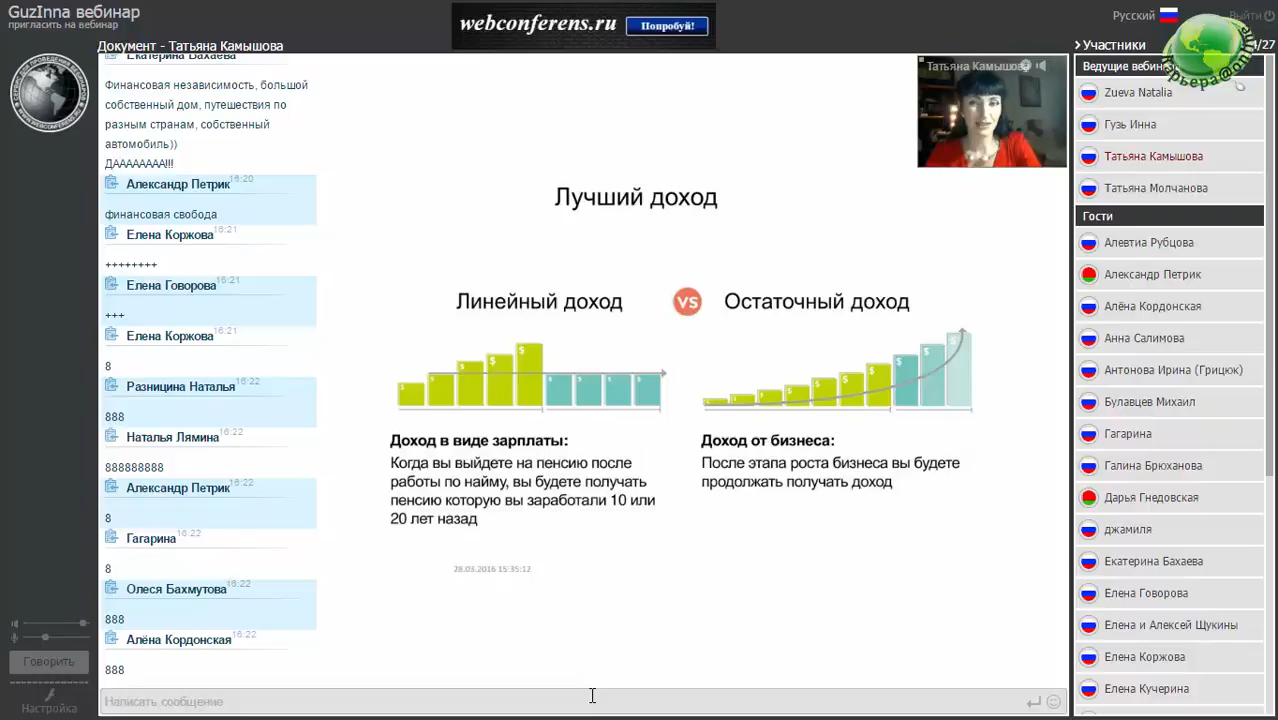 GuzInna вебинар
пригласить на вебинар
webconferens.ru
Попробуй!
Русский
Выйти
Документ - Татьяна Камышова
Екатерина Бахаева
Финансовая независимость, большой
собственный дом, путешествия по
разным странам, собственный
автомобиль))
ДАААААААА!!!
Александр Петрик 16:20
финансовая свобода
Елена Коржова 16:21
++++++++
Елена Говорова 16:21
+++
Елена Коржова 16:21
8
Разницина Наталья 16:22
888
Наталья Лямина 16:22
888888888
Александр Петрик 16:22
8
Гагарина 16:22
8
Олеся Бахмутова 16:22
888
Алёна Кордонская 16:22
888
Написать сообщение
Говорить
Настройка
Татьяна Камышова
Лучший доход
Линейный доход
VS
Остаточный доход
Доход в виде зарплаты:
Когда вы выйдете на пенсию после
работы по найму, вы будете получать
пенсию которую вы заработали 10 или
20 лет назад
Доход от бизнеса:
После этапа роста бизнеса вы будете
продолжать получать доход
28.03.2016 15:35:12
Участники
/27
Ведущие
Zueva Natalia
Гузь Инна
Татьяна Камышова
Татьяна Молчанова
Гости
Алевтиа Рубцова
Александр Петрик
Алёна Кордонская
Анна Салимова
Антонова Ирина (Грицюк)
Булавцев Михаил
Гагарина
Галина Брюханова
Дарья Гнедовская
джамиля
Екатерина Бахаева
Елена Говорова
Елена и Алексей Щукины
Елена Коржова
Елена Кучерина